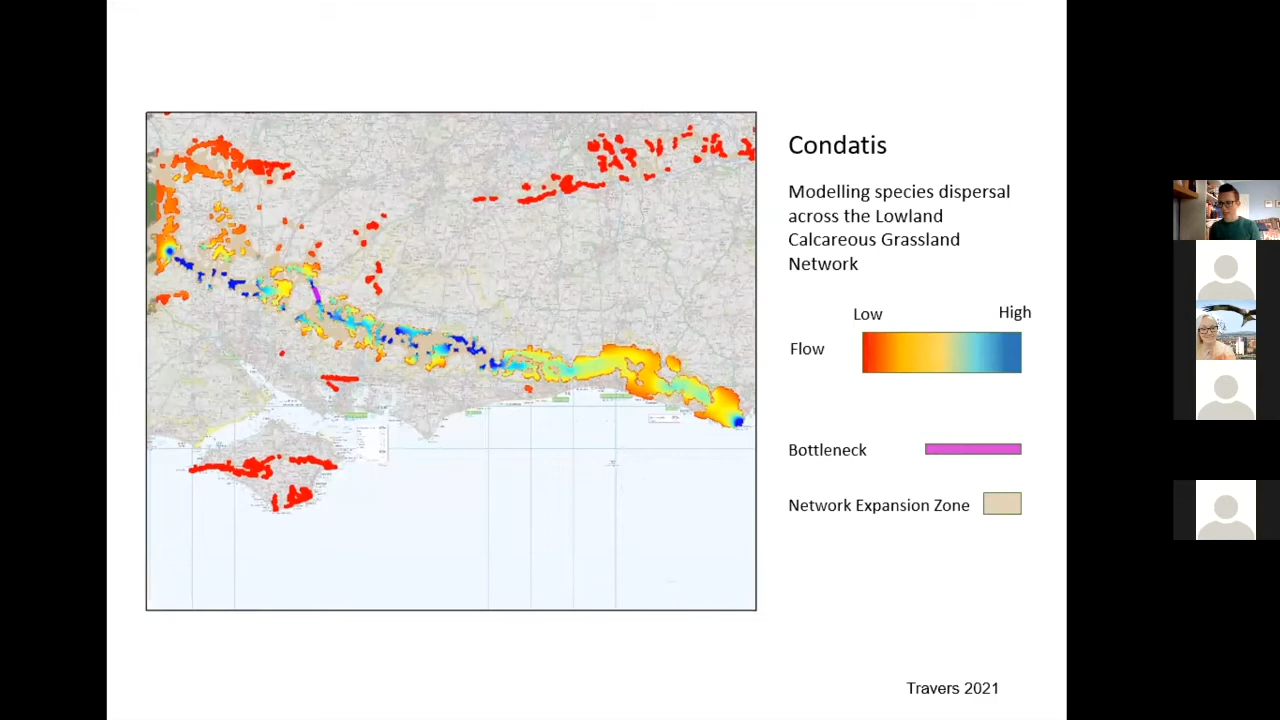 Condatis
Modelling species dispersal
across the Lowland
Calcareous Grassland
Network
Low
High
Flow
Bottleneck
Network Expansion Zone
Travers 2021